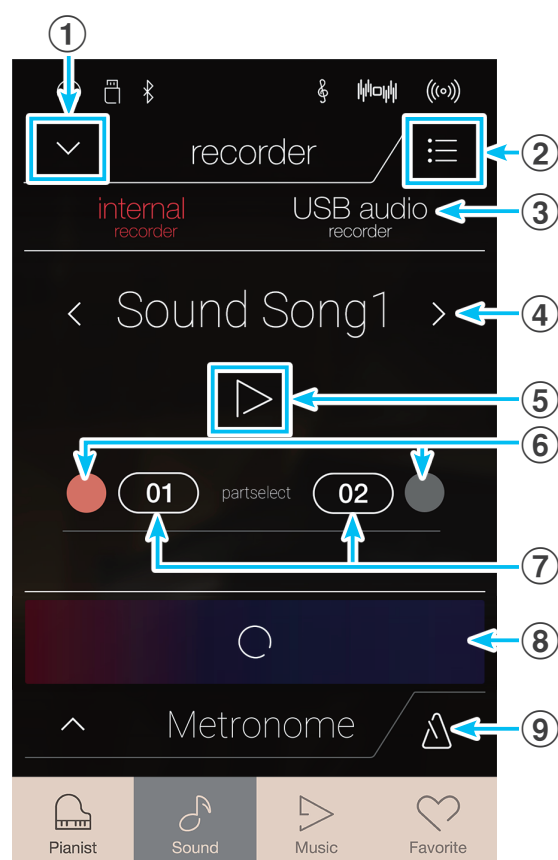 ①
recorder
②
internal
recorder
USB audio
recorder
③
Sound Song1
④
⑤
⑥
01
partselect
02
⑦
⑧
Metronome
⑨
Pianist
Sound
Music
Favorite